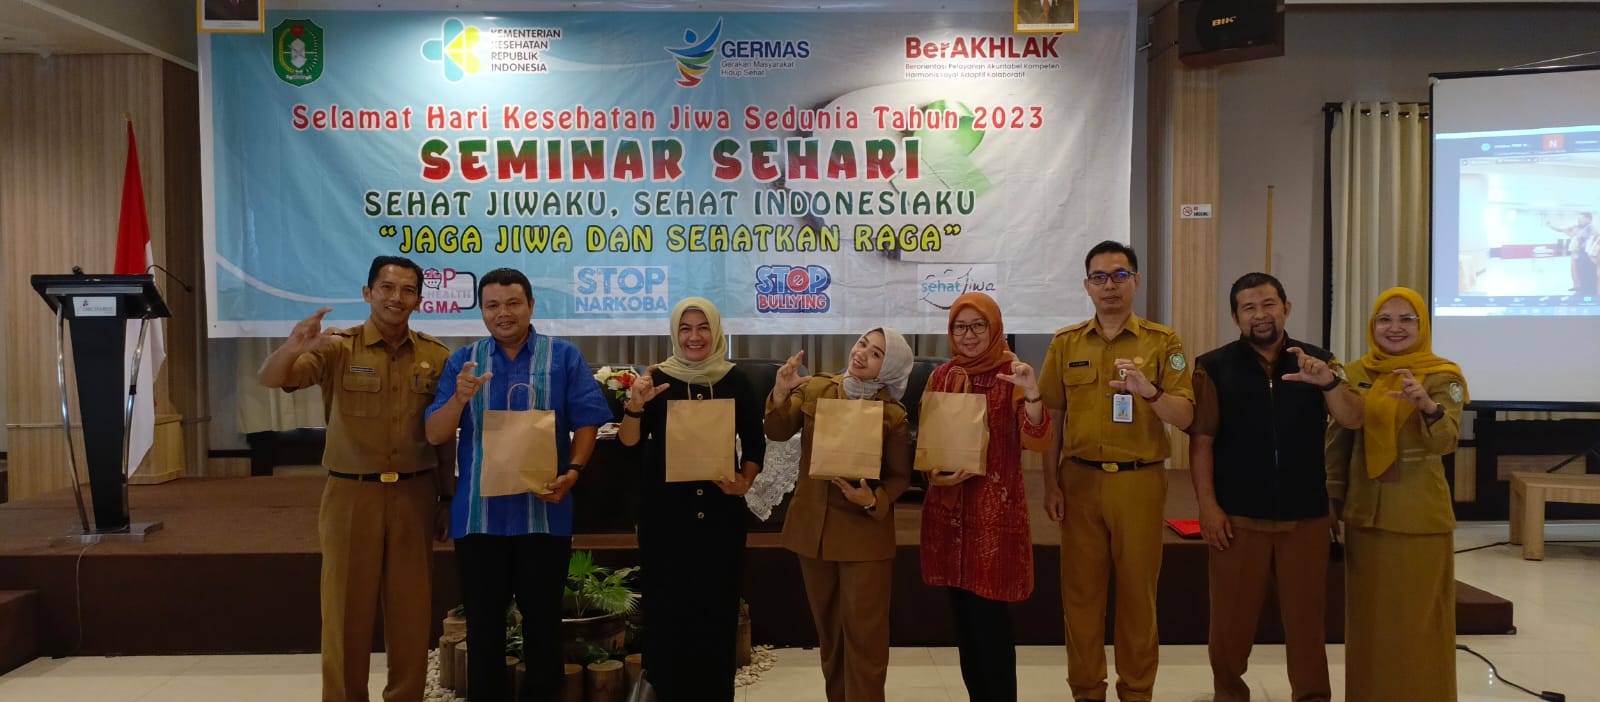 KEMENTERIAN
KESEHATAN
REPUBLIK
INDONESIA
GERMAS
Gerakan Masyarakat
Hidup Sehat
BerAKHLAK
Berorientasi Pelayanan Akuntabel Kompeten
Harmonis Loyal Adaptif Kolaboratif
BIK
Selamat Hari Kesehatan Jiwa Sedunia Tahun 2023
SEMINAR SEHARI
SEHAT JIWAKU, SEHAT INDONESIAKU
“JAGA JIWA DAN SEHATKAN RAGA”
STOP
NARKOBA
STOP
BULLYING
sehat Jiwa
N